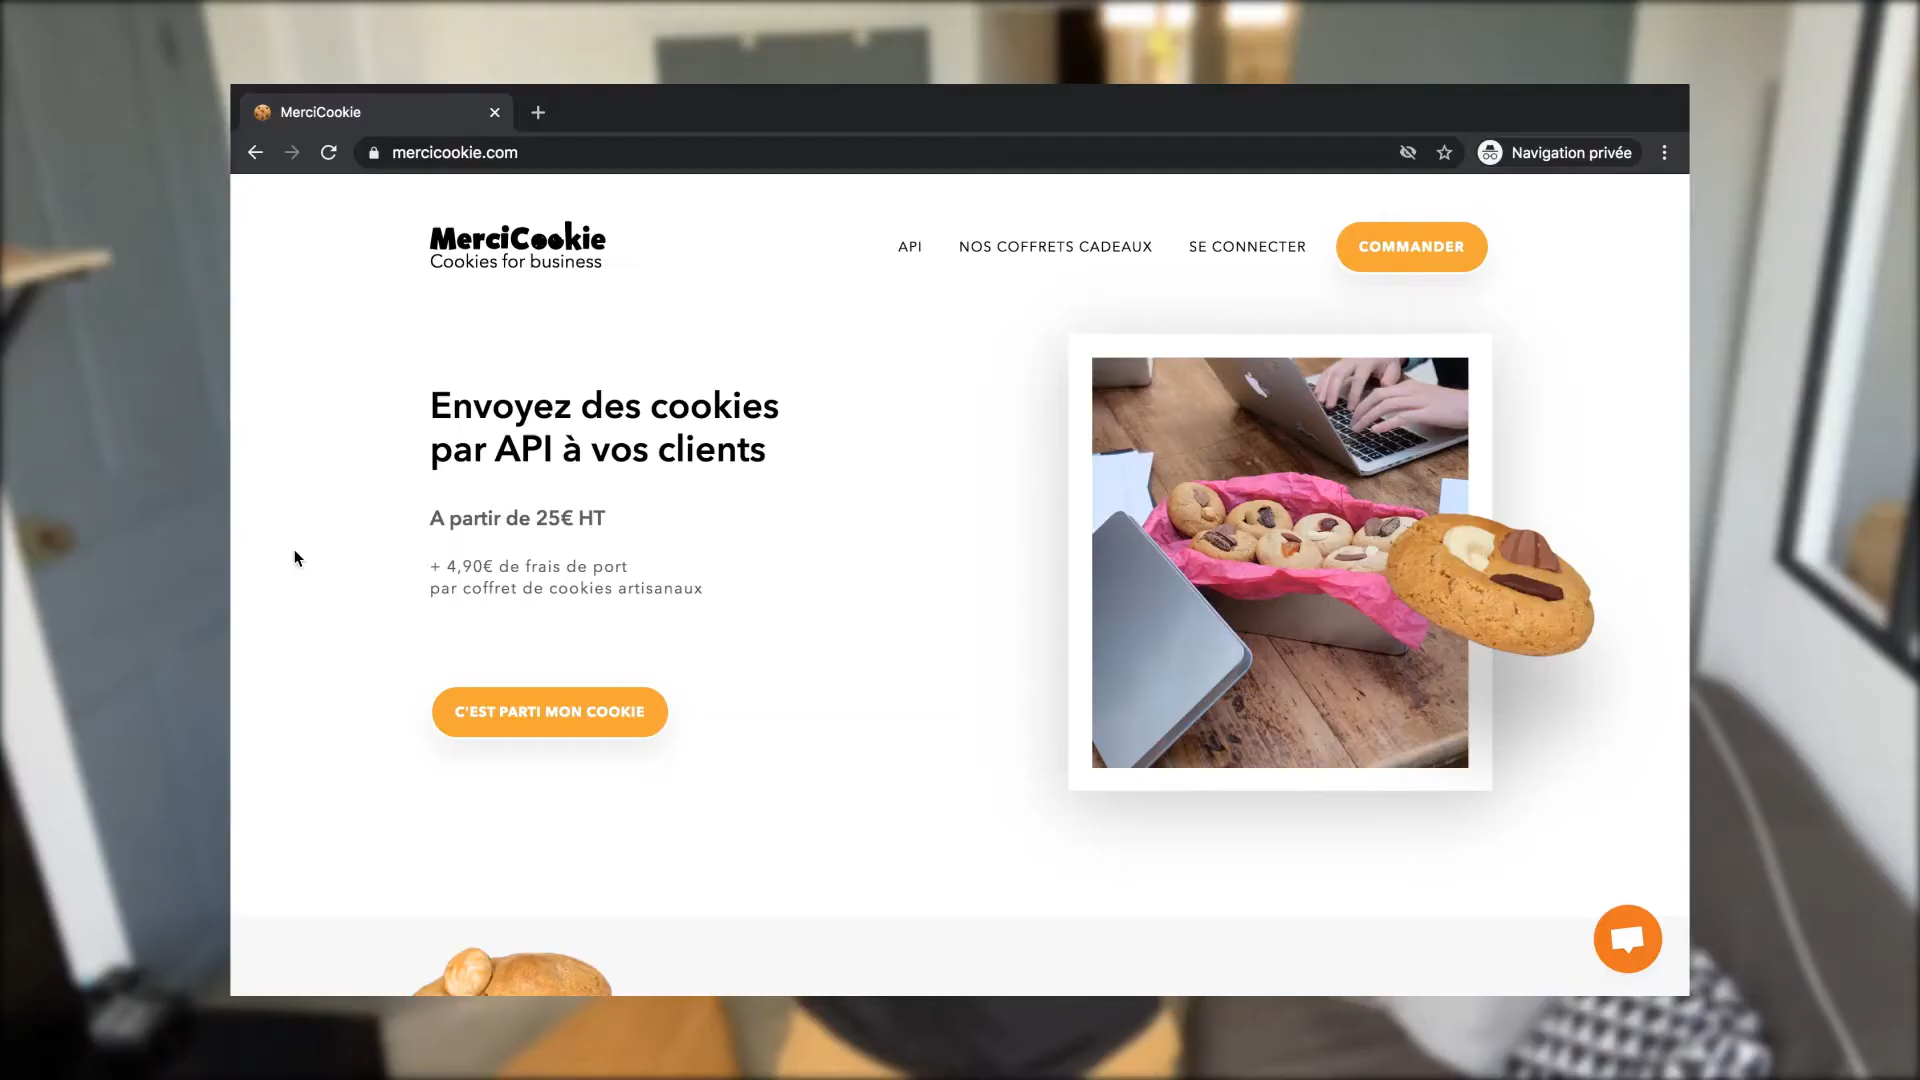 MerciCookie
mercicookie.com
Navigation privée
MerciCookie
Cookies for business
API
NOS COFFRETS CADEAUX
SE CONNECTER
COMMANDER
Envoyez des cookies
par API à vos clients
A partir de 25€ HT
+ 4,90€ de frais de port
par coffret de cookies artisanaux
C'EST PARTI MON COOKIE